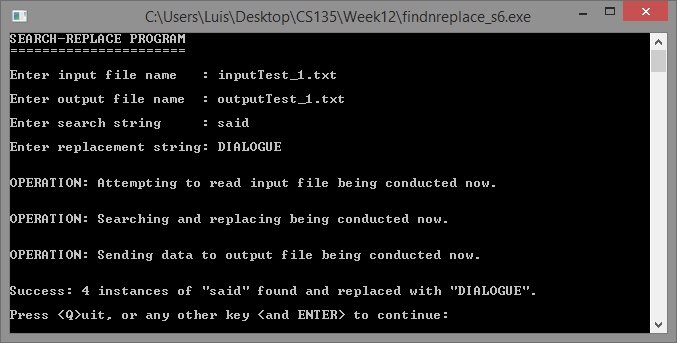 C:\Users\Luis\Desktop\CS135\Week12\findnreplace_s6.exe
SEARCH-REPLACE PROGRAM
======================
Enter input file name   : inputTest_1.txt
Enter output file name  : outputTest_1.txt
Enter search string     : said
Enter replacement string: DIALOGUE
OPERATION: Attempting to read input file being conducted now.
OPERATION: Searching and replacing being conducted now.
OPERATION: Sending data to output file being conducted now.
Success: 4 instances of "said" found and replaced with "DIALOGUE".
Press <Q>uit, or any other key <and ENTER> to continue: